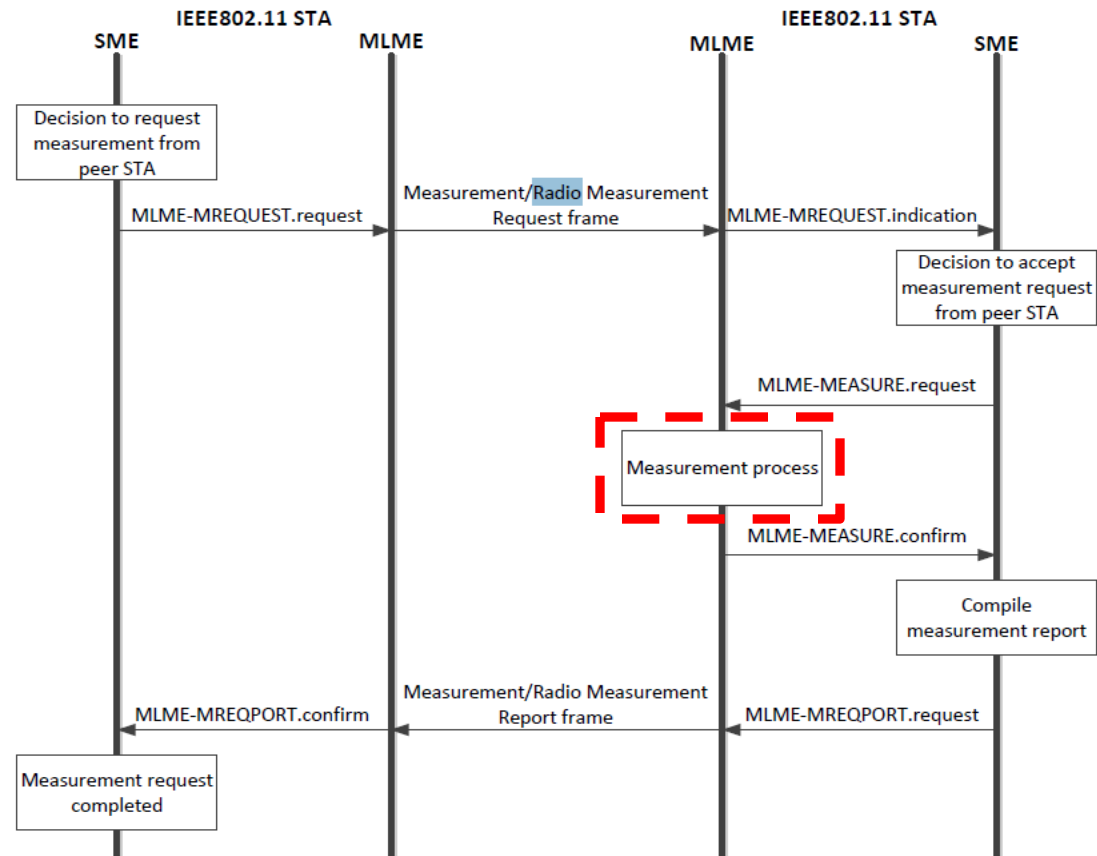 IEEE802.11 STA
IEEE802.11 STA
SME
MLME
MLME
SME
Decision to request
measurement from
peer STA
MLME-MREQUEST.request
Measurement/Radio Measurement
Request frame
MLME-MREQUEST.indication
Decision to accept
measurement request
from peer STA
MLME-MEASURE.request
Measurement process
MLME-MEASURE.confirm
Compile
measurement report
MLME-MREQPORT.confirm
Measurement/Radio Measurement
Report frame
MLME-MREQPORT.request
Measurement request
completed